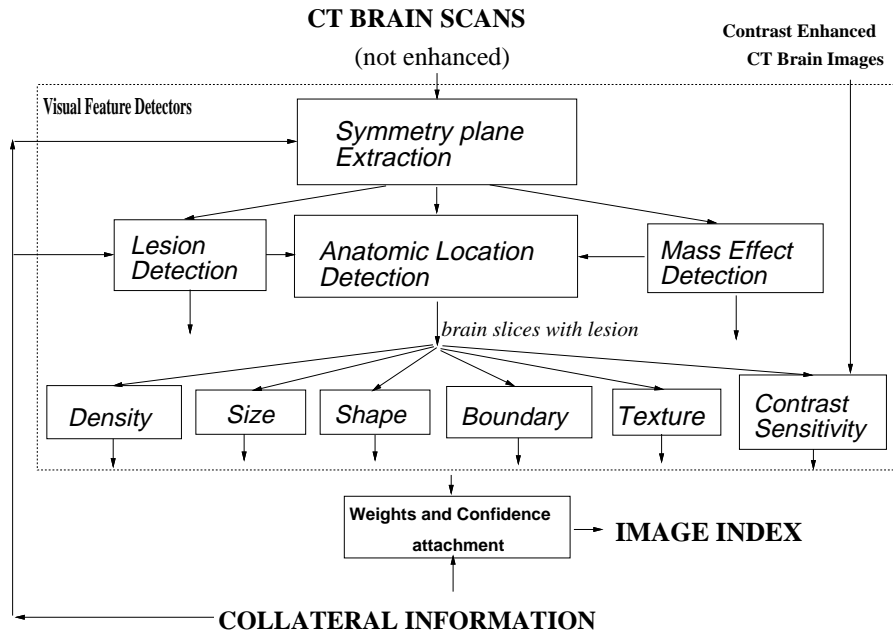 CT BRAIN SCANS
(not enhanced)
Contrast Enhanced
CT Brain Images
Visual Feature Detectors
Symmetry plane
Extraction
Lesion
Detection
Anatomic Location
Detection
Mass Effect
Detection
brain slices with lesion
Density
Size
Shape
Boundary
Texture
Contrast
Sensitivity
Weights and Confidence
attachment
IMAGE INDEX
COLLATERAL INFORMATION